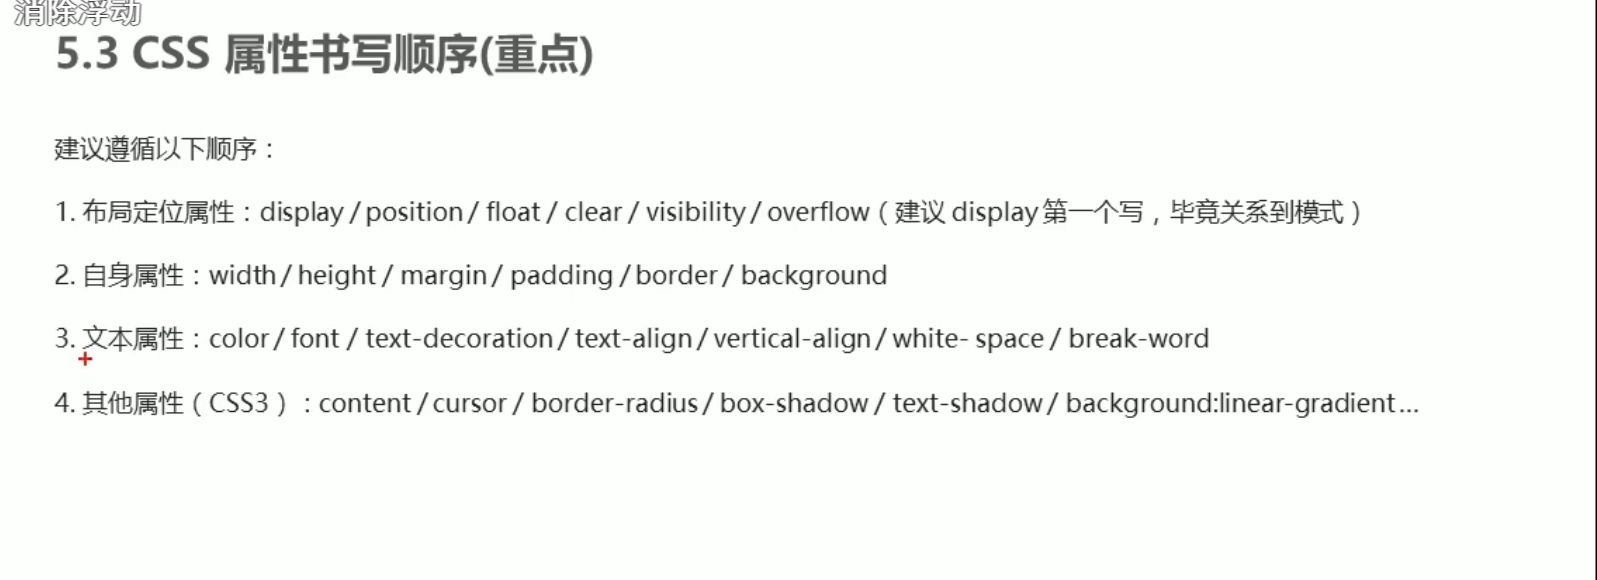 消除浮动
5.3 CSS 属性书写顺序(重点)
建议遵循以下顺序：
1. 布局定位属性：display / position / float / clear / visibility / overflow（建议 display 第一个写，毕竟关系到模式）
2. 自身属性：width / height / margin / padding / border / background
3. 文本属性：color / font / text-decoration / text-align / vertical-align / white- space / break-word
4. 其他属性（CSS3）：content / cursor / border-radius / box-shadow / text-shadow / background:linear-gradient…